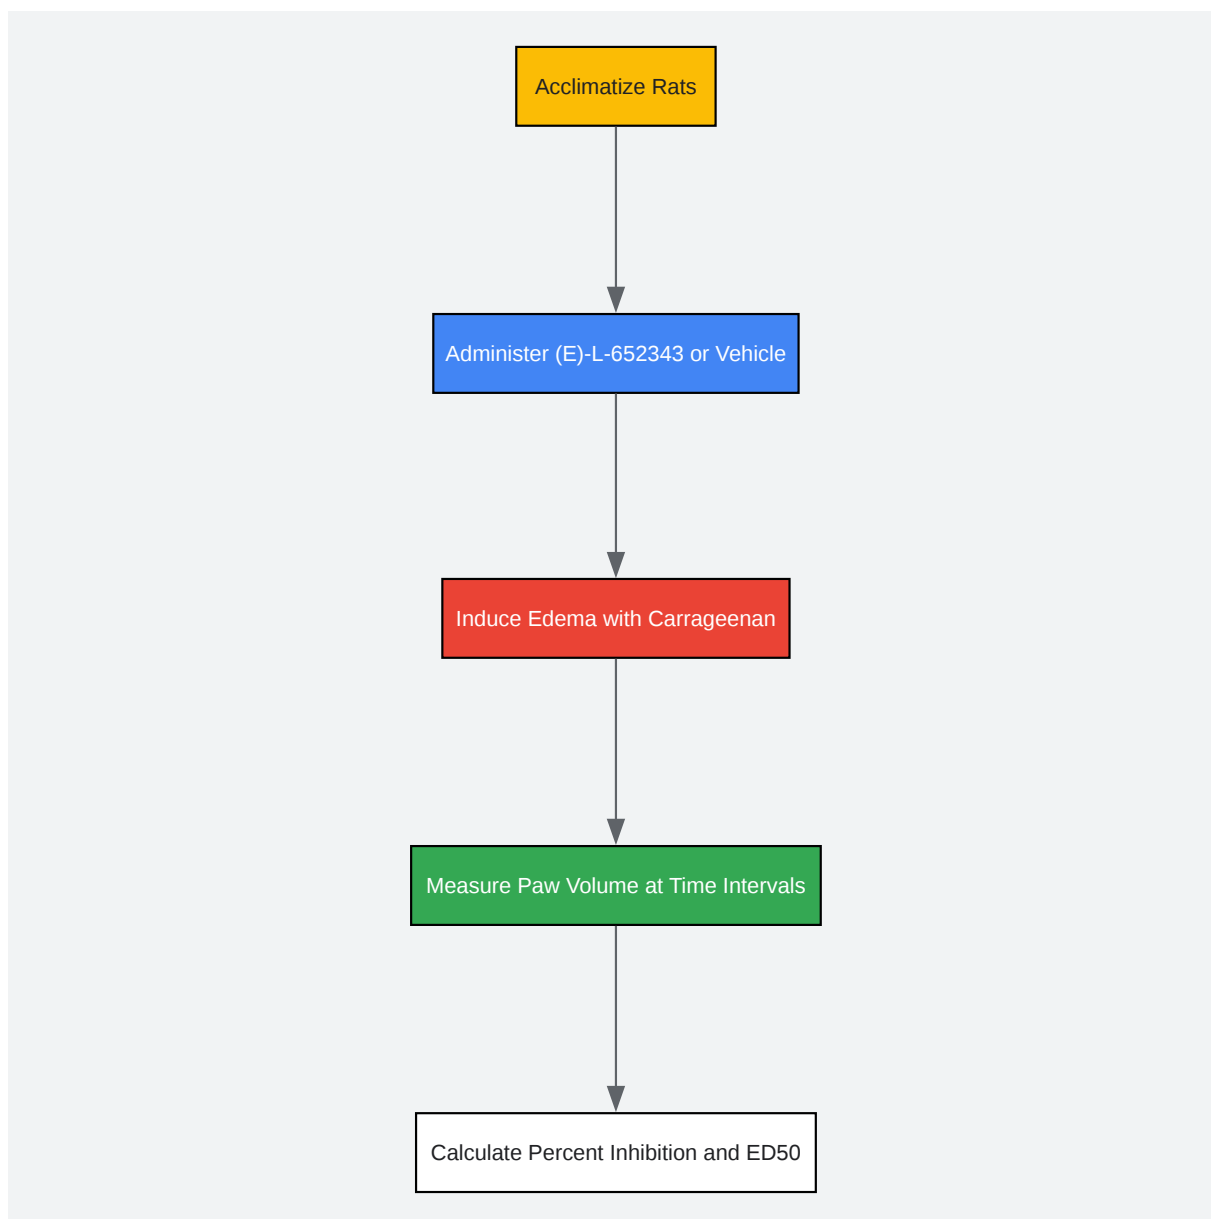 Acclimatize Rats
Administer (E)-L-652343 or Vehicle
Induce Edema with Carrageenan
Measure Paw Volume at Time Intervals
Calculate Percent Inhibition and ED50